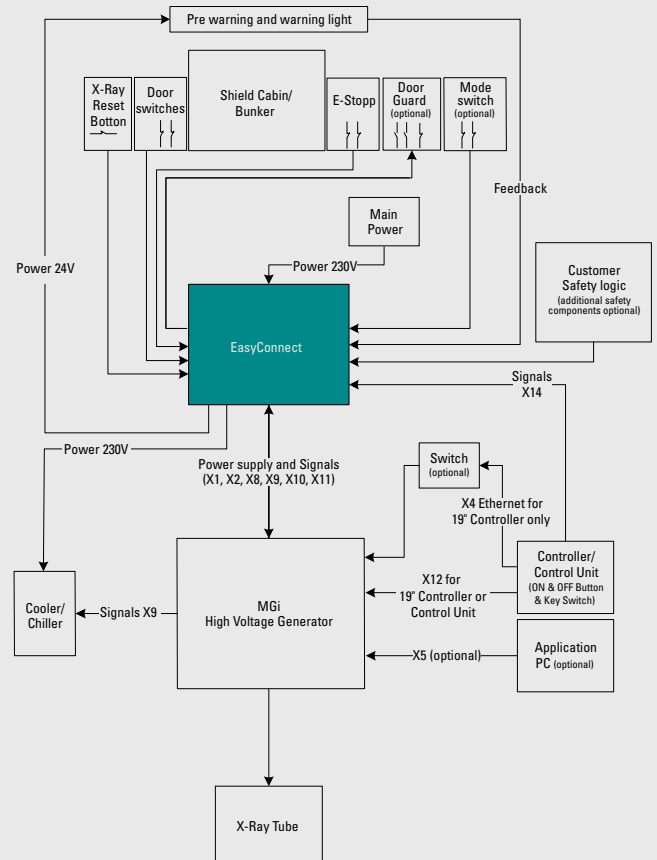 Pre warning and warning light
X-Ray
Reset
Botton
Door
switches
Shield Cabin/
Bunker
E-Stopp
Door
Guard
(optional)
Mode
switch
(optional)
Feedback
Main
Power
Power 24V
Power 230V
Customer
Safety logic
(additional safety
components optional)
EasyConnect
Signals
X14
Power 230V
Power supply and Signals
(X1, X2, X8, X9, X10, X11)
Switch
(optional)
X4 Ethernet for
19" Controller only
Controller/
Control Unit
(ON & OFF Button
& Key Switch)
X12 for
19" Controller or
Control Unit
MGi
High Voltage Generator
Cooler/
Chiller
Signals X9
X5 (optional)
Application
PC (optional)
X-Ray Tube